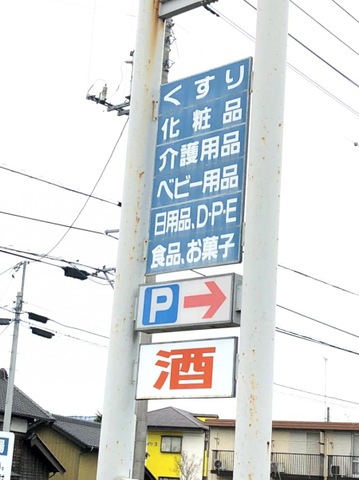 くすり
化粧品
介護用品
ベビー用品
日用品、D・P・E
食品、お菓子
P
酒